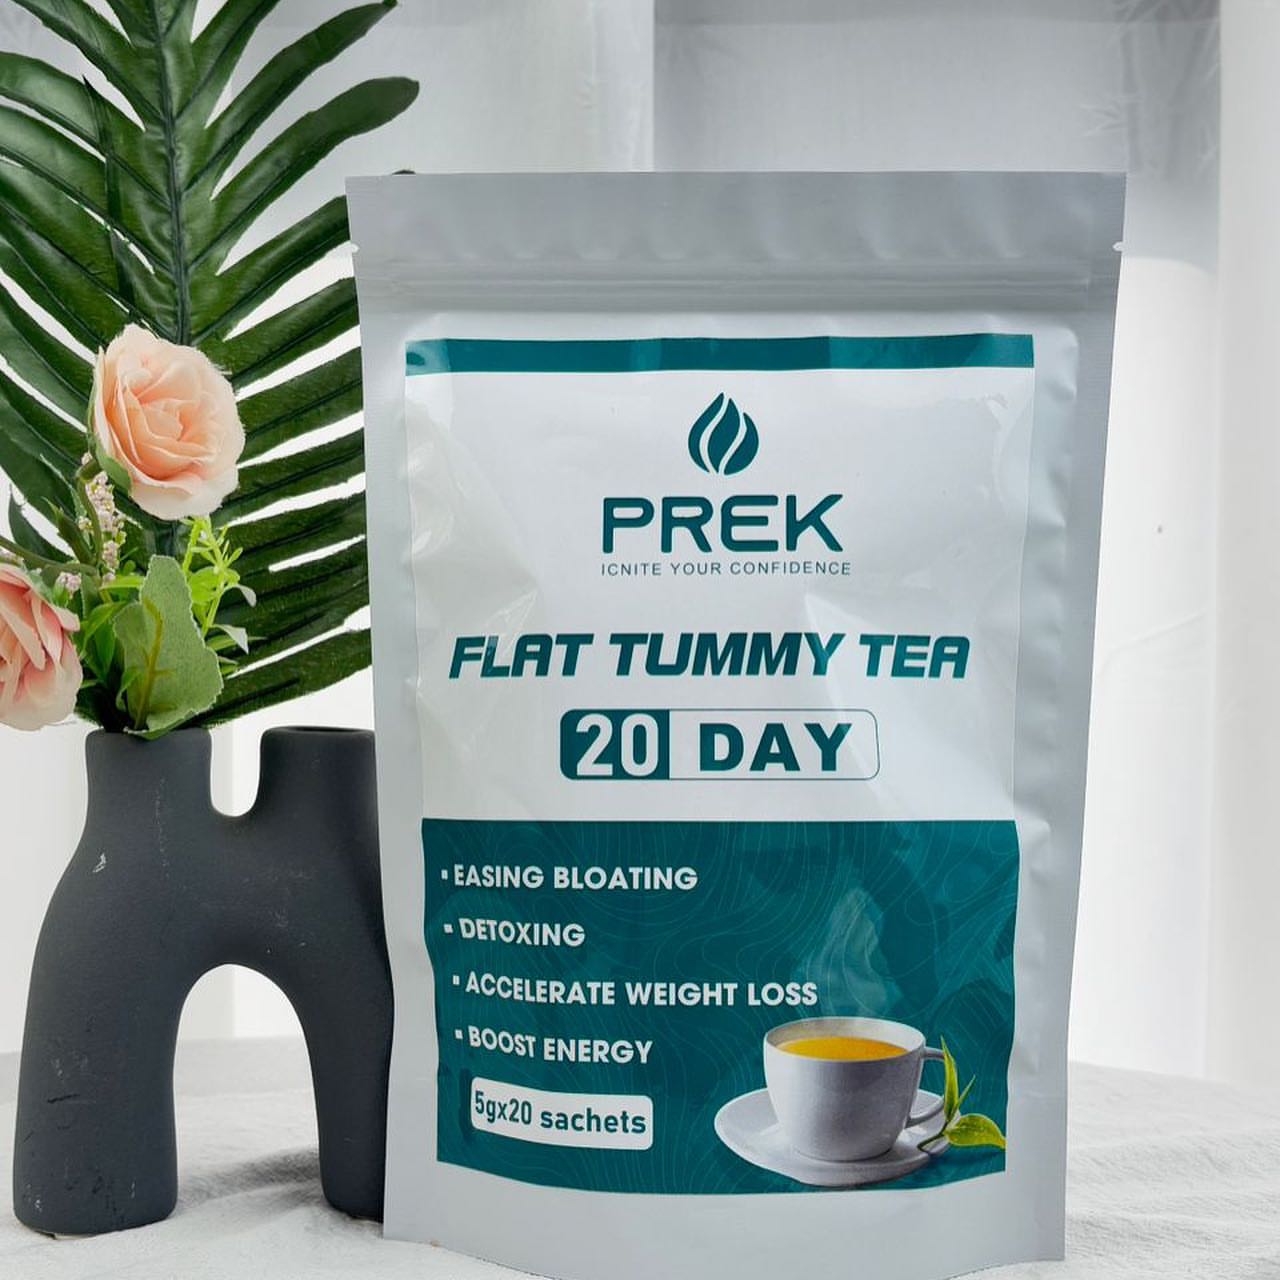 PREK
ICNITE YOUR CONFIDENCE
FLAT TUMMY TEA
20 DAY
▪ EASING BLOATING
▪ DETOXING
▪ ACCELERATE WEIGHT LOSS
▪ BOOST ENERGY
5gx20 sachets